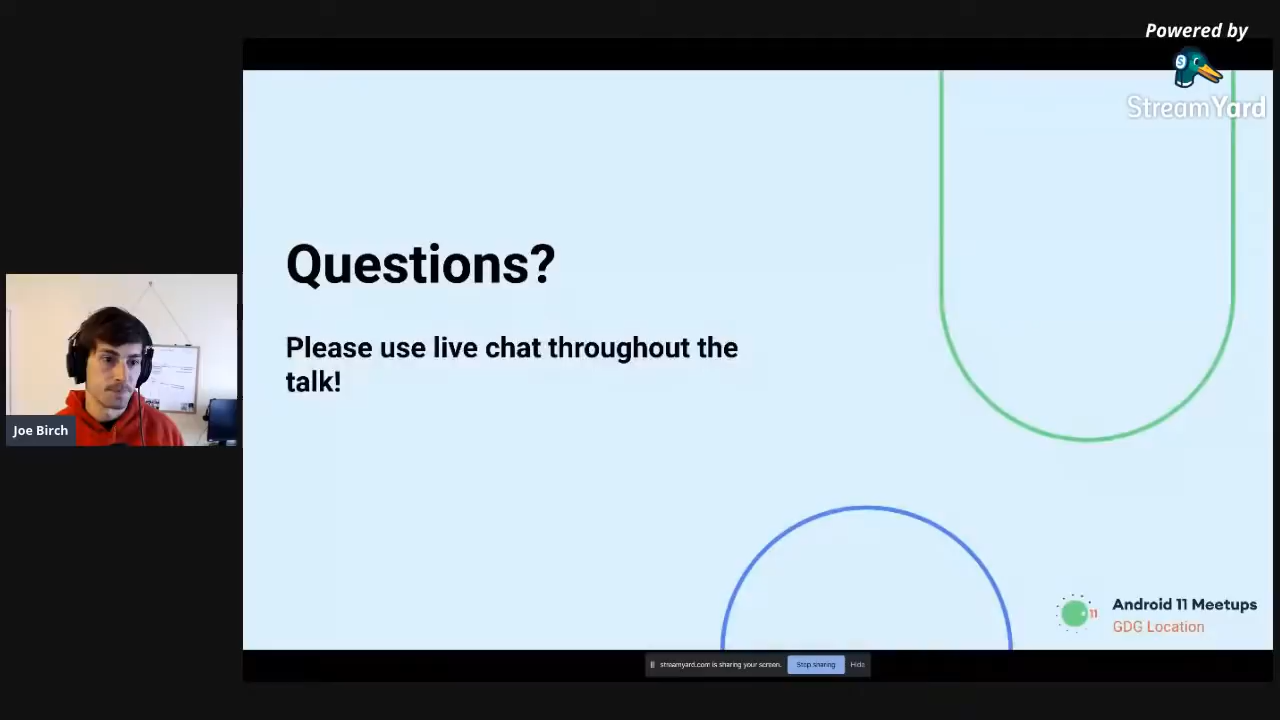 Powered by
StreamYard
Questions?
Please use live chat throughout the
talk!
Joe Birch
11
Android 11 Meetups
GDG Location
streamyard.com is sharing your screen.
Stop sharing
Hide